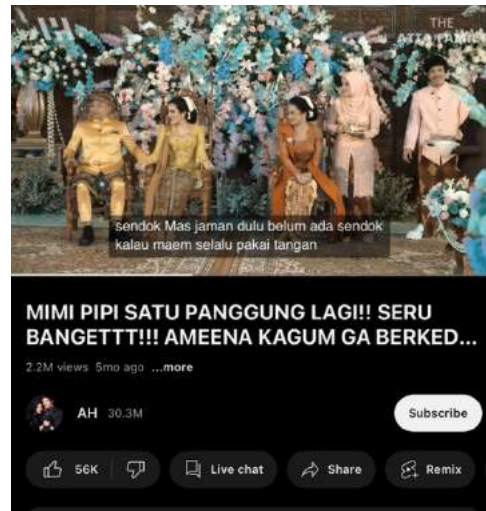 THE
ATTA FAMILY
sendok Mas jaman dulu belum ada sendok
kalau maem selalu pakai tangan
MIMI PIPI SATU PANGGUNG LAGI!! SERU
BANGETTT!!! AMEENA KAGUM GA BERKED...
2.2M views 5mo ago ...more
AH 30.3M
Subscribe
56K
Live chat
Share
Remix